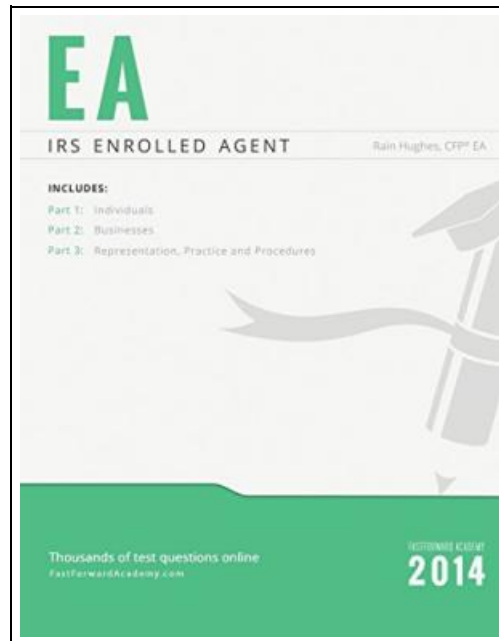 EA
IRS ENROLLED AGENT
Rain Hughes, CFP® EA
INCLUDES:
Part 1: Individuals
Part 2: Businesses
Part 3: Representation, Practice and Procedures
Thousands of test questions online
FastForwardAcademy.com
FASTFORWARD ACADEMY
2014